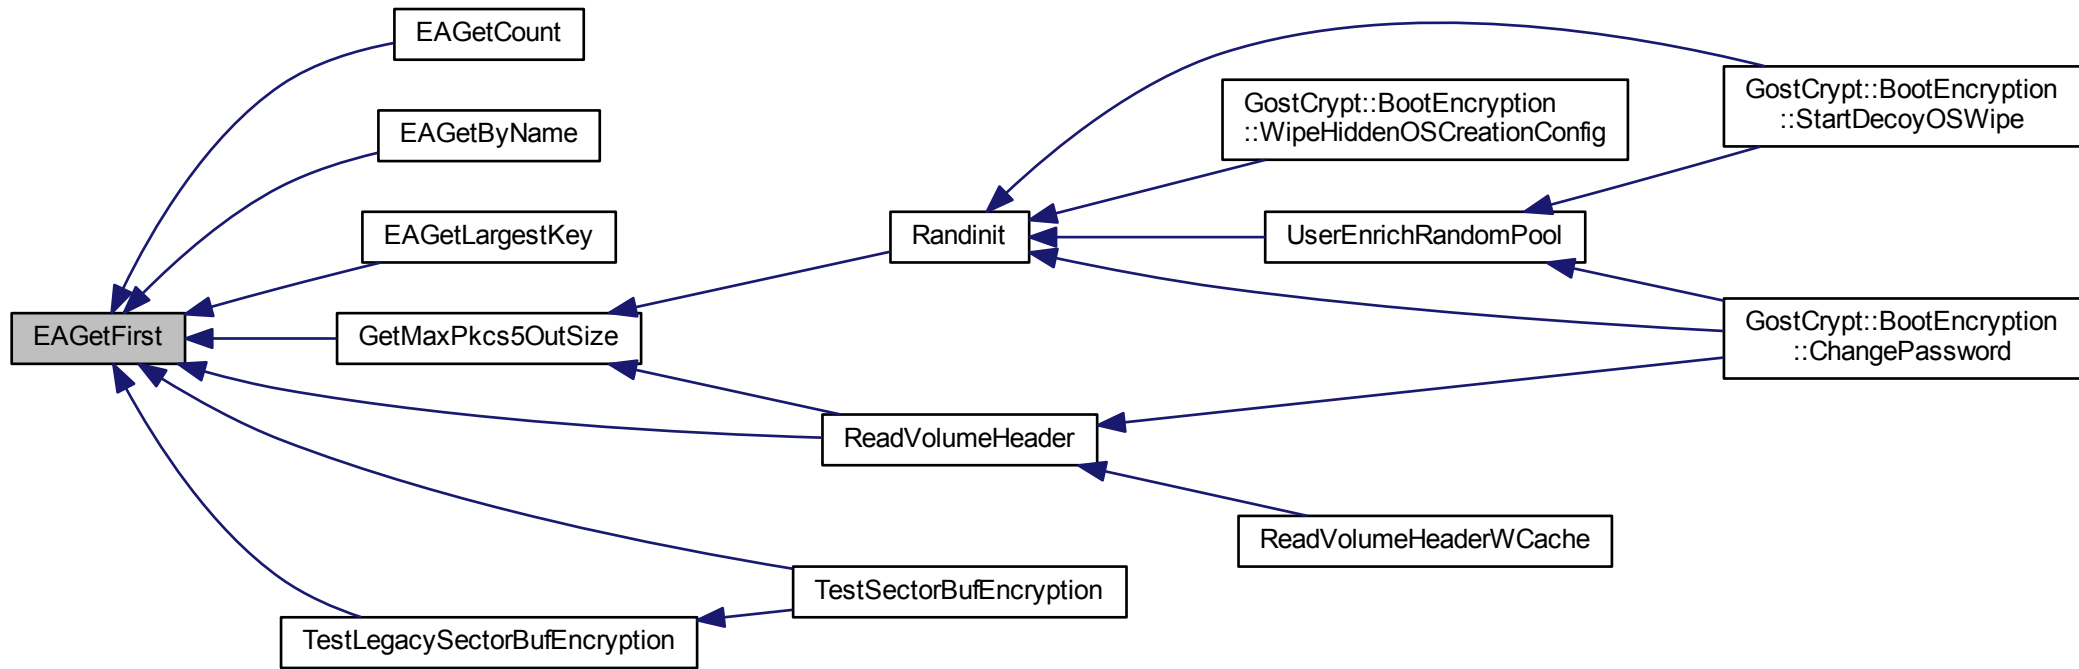 EAGetCount
EAGetByName
EAGetLargestKey
EAGetFirst
GetMaxPkcs5OutSize
Randinit
GostCrypt::BootEncryption
::WipeHiddenOSCreationConfig
UserEnrichRandomPool
GostCrypt::BootEncryption
::StartDecoyOSWipe
GostCrypt::BootEncryption
::ChangePassword
ReadVolumeHeader
ReadVolumeHeaderWCache
TestSectorBufEncryption
TestLegacySectorBufEncryption